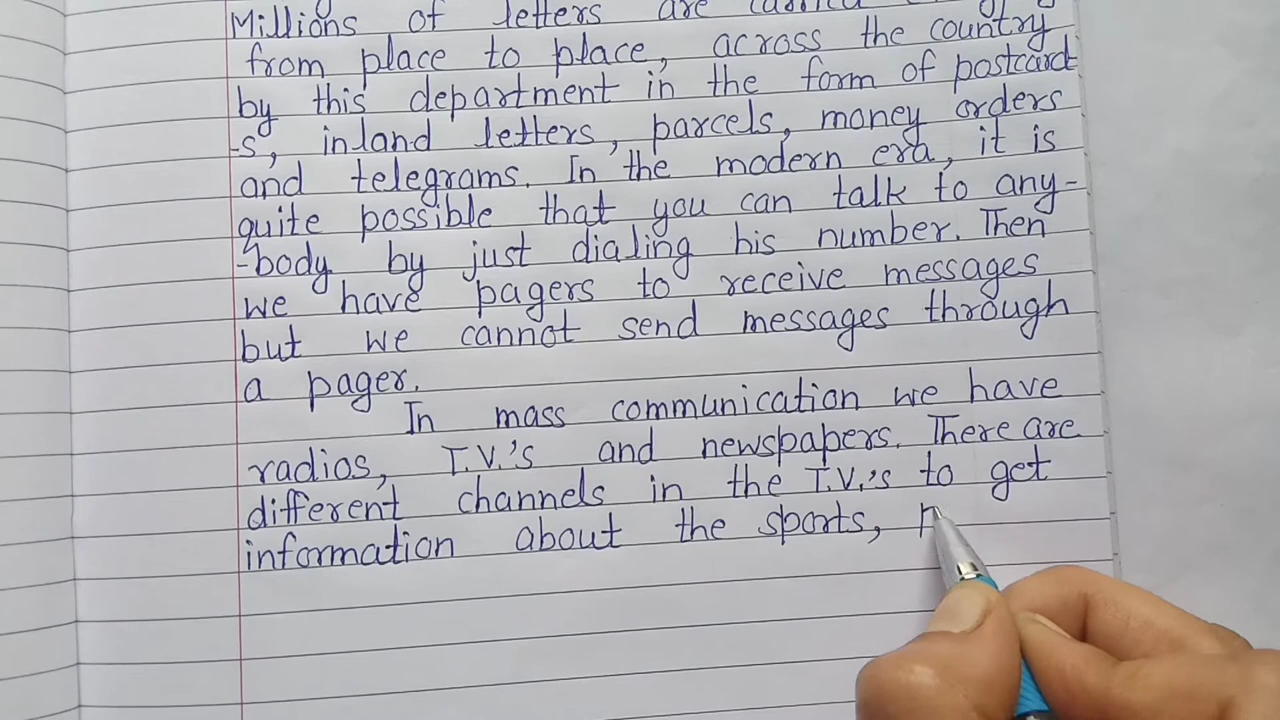 Millions of letters are
from place to place, across the country
by this department in the form of postcard
-s, inland letters, parcels, money orders
and telegrams. In the modern era, it is
quite possible that you can talk to any-
-body by just dialing his number. Then
we have pagers to receive messages
but we cannot send messages through
a pager.
In mass communication we have
radios, T.V.'s and newspapers. There are
different channels in the T.V.'s to get
information about the sports,